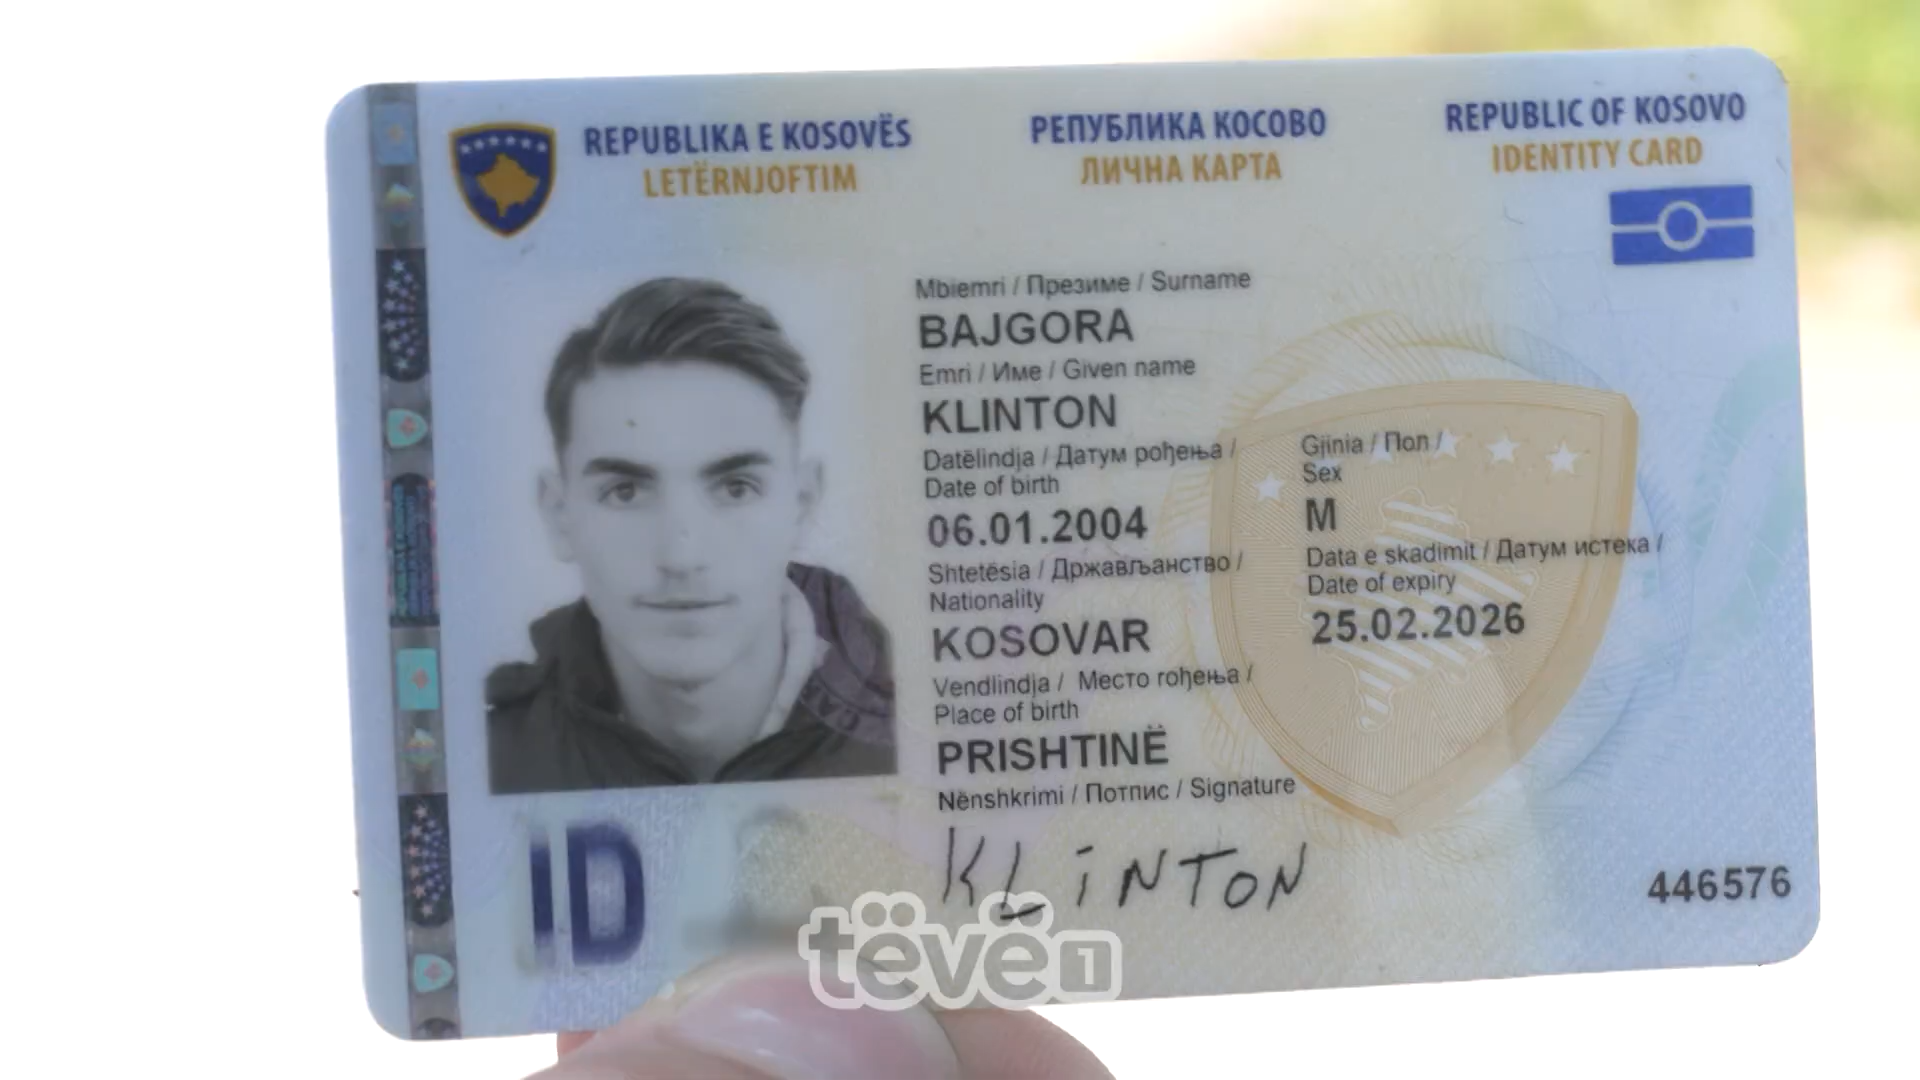 REPUBLIKA E KOSOVËS
LETËRNJOFTIM
РЕПУБЛИКА КОСОВО
ЛИЧНА КАРТА
REPUBLIC OF KOSOVO
IDENTITY CARD
Mbiemri / Презиме / Surname
BAJGORA
Emri / Име / Given name
KLINTON
Datëlindja / Датум рођења /
Date of birth
06.01.2004
Gjinia / Пол /
Sex
M
Shtetësia / Држављанство /
Nationality
KOSOVAR
Data e skadimit / Датум истека /
Date of expiry
25.02.2026
Vendlindja / Место rођења /
Place of birth
PRISHTINË
Nënshkrimi / Потпис / Signature
KLiNTON
ID
446576
tëvë1